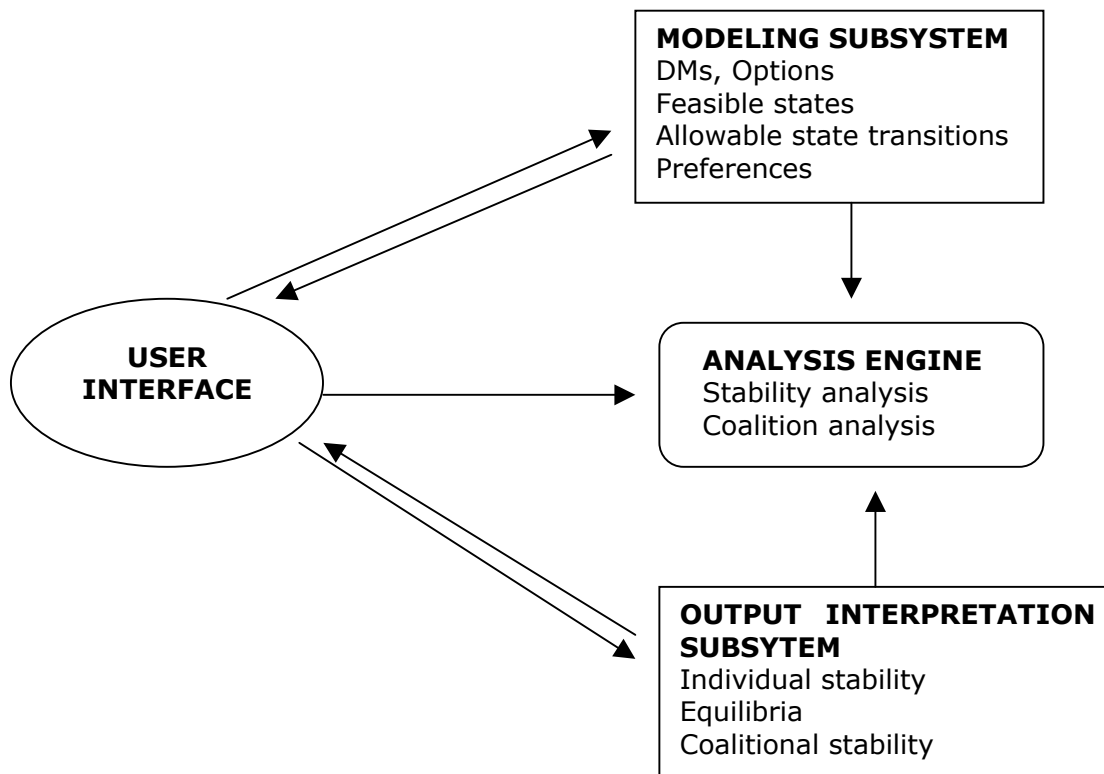 MODELING SUBSYSTEM
DMs, Options
Feasible states
Allowable state transitions
Preferences
USER
INTERFACE
ANALYSIS ENGINE
Stability analysis
Coalition analysis
OUTPUT INTERPRETATION
SUBSYTEM
Individual stability
Equilibria
Coalitional stability